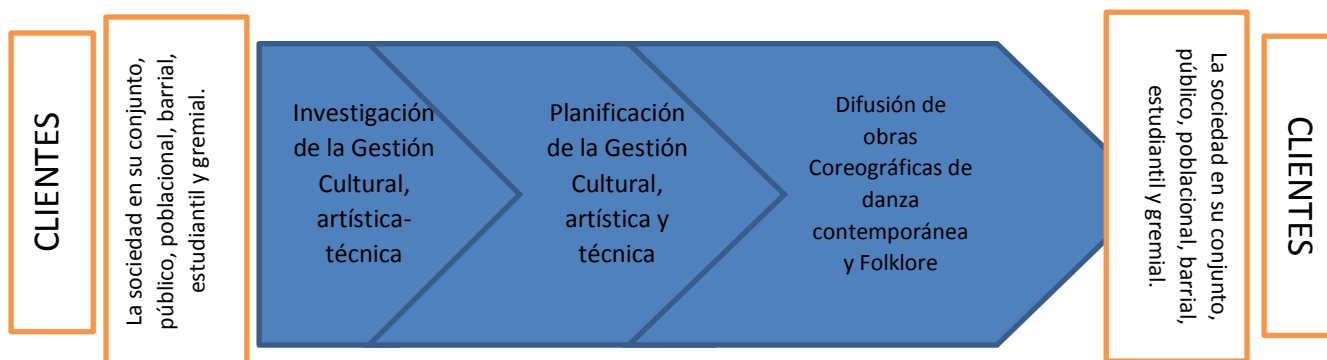 CLIENTES
La sociedad en su conjunto,
público, poblacional, barrial,
estudiantil y gremial.
Investigación
de la Gestión
Cultural,
artística-
técnica
Planificación
de la Gestión
Cultural,
artística y
técnica
Difusión de
obras
Coreográficas de
danza
contemporánea
y Folklore
La sociedad en su conjunto,
público, poblacional, barrial,
estudiantil y gremial.
CLIENTES